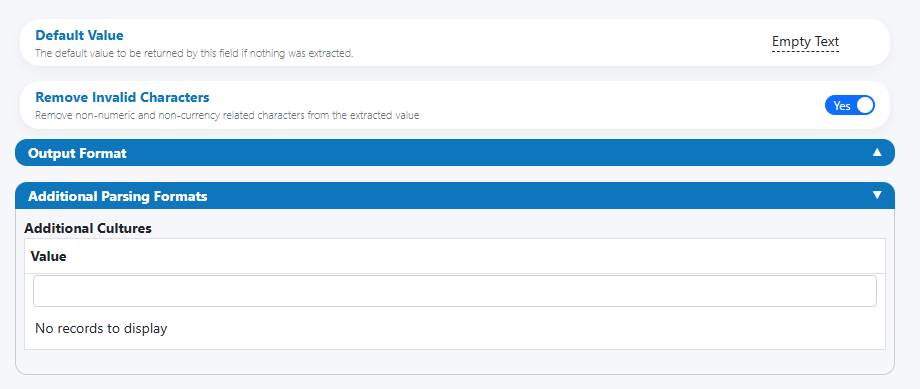 Default Value
The default value to be returned by this field if nothing was extracted.
Empty Text
Remove Invalid Characters
Remove non-numeric and non-currency related characters from the extracted value
Yes
Output Format
Additional Parsing Formats
Additional Cultures
Value
No records to display